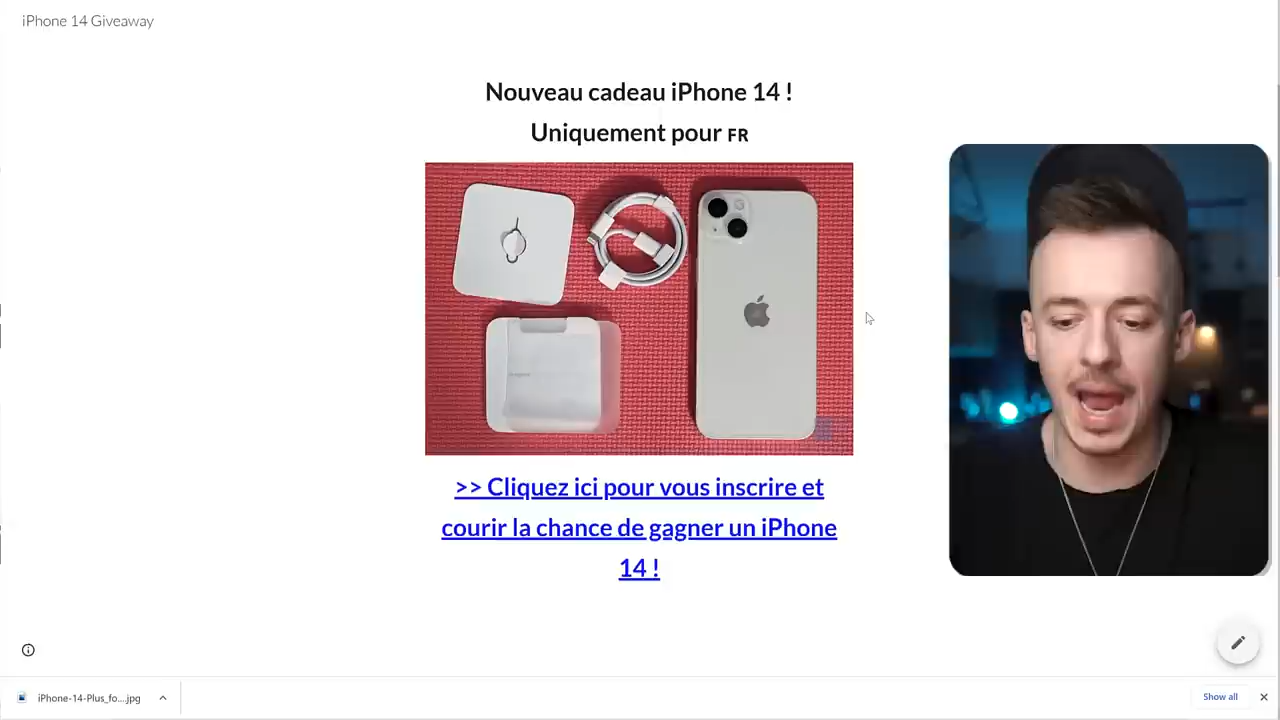 iPhone 14 Giveaway
Nouveau cadeau iPhone 14 !
Uniquement pour FR
>> Cliquez ici pour vous inscrire et
courir la chance de gagner un iPhone
14 !
iPhone-14-Plus_fo....jpg
Show all